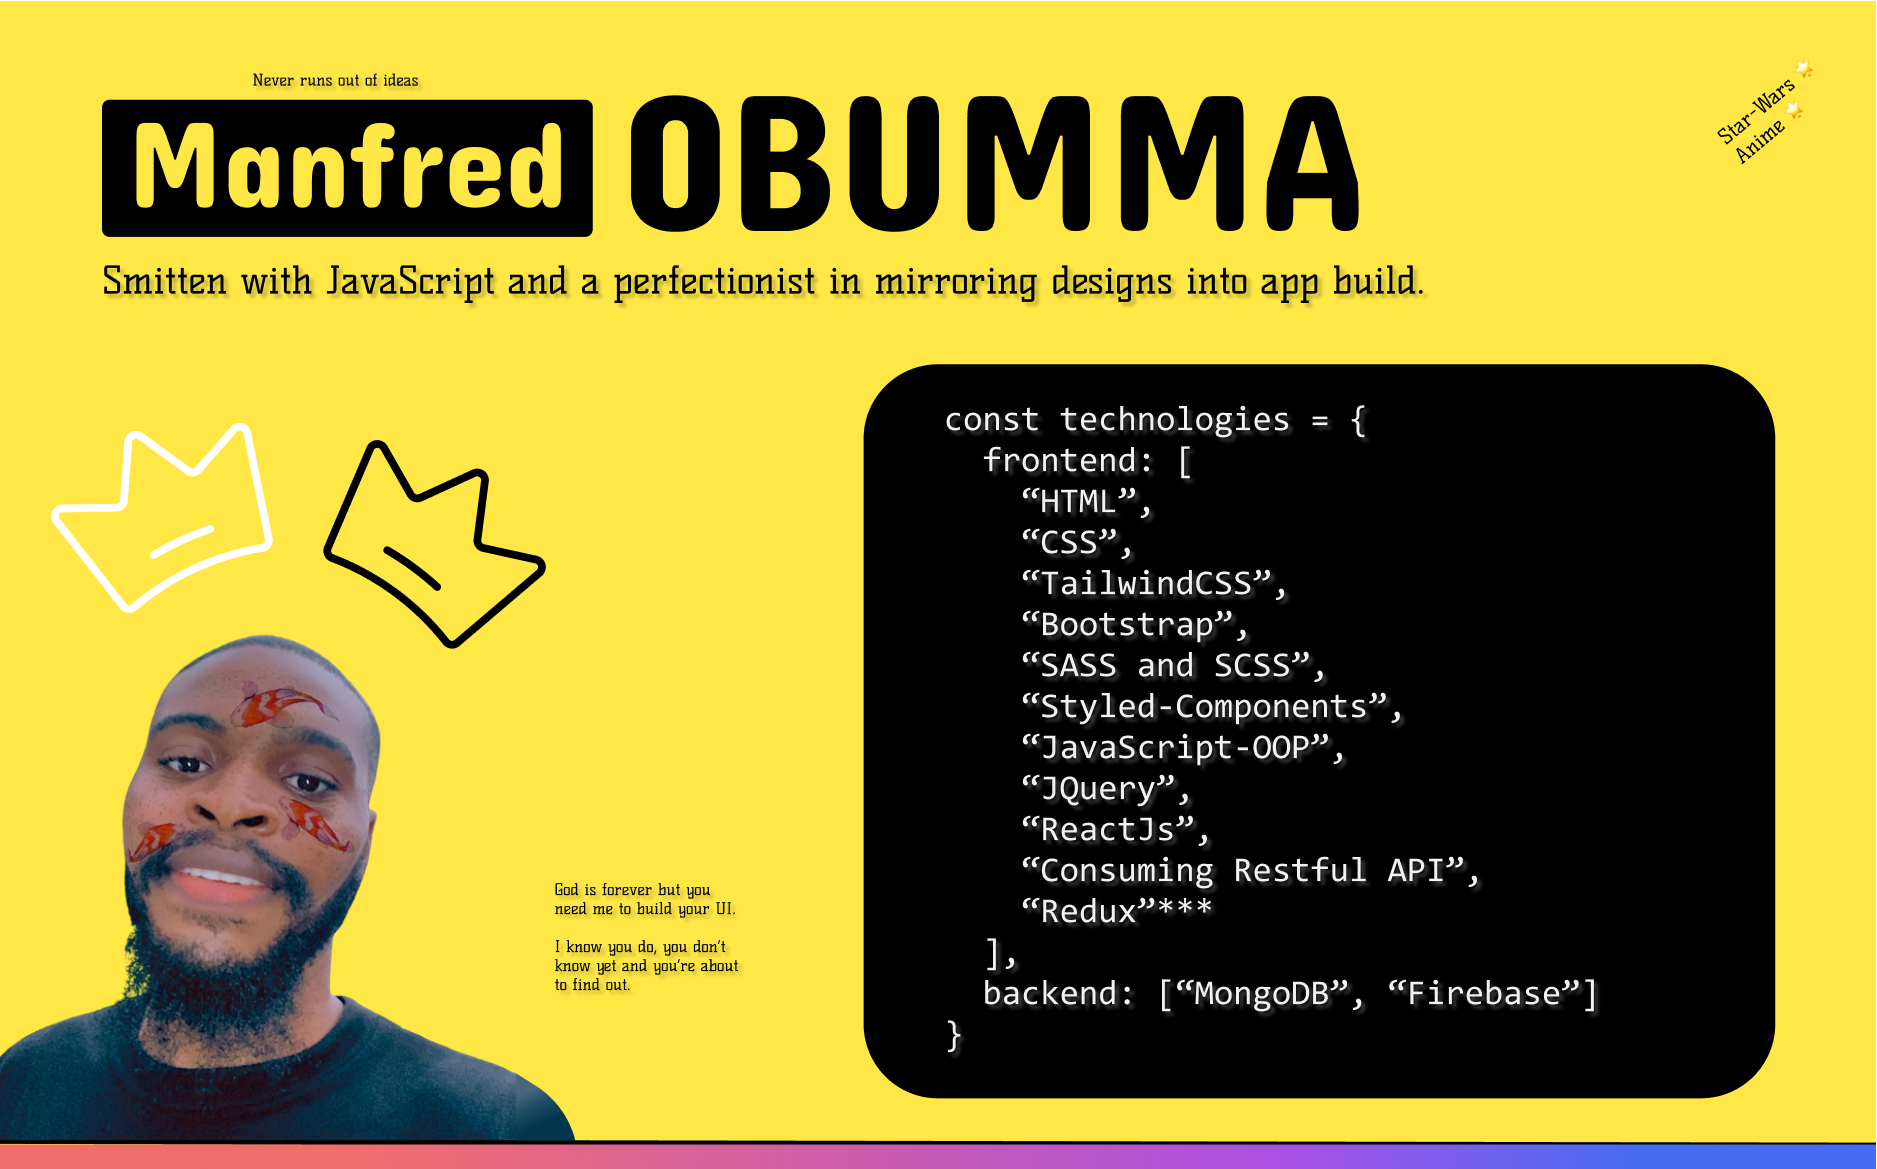 Never runs out of ideas
Manfred OBUMMA
Star-Wars
Anime
Smitten with JavaScript and a perfectionist in mirroring designs into app build.
const technologies = {
frontend: [
“HTML”,
“CSS”,
“TailwindCSS”,
“Bootstrap”,
“SASS and SCSS”,
“Styled-Components”,
“JavaScript-OOP”,
“JQuery”,
“ReactJs”,
“Consuming Restful API”,
“Redux”***
],
backend: [“MongoDB”, “Firebase”]
}
God is forever but you
need me to build your UI.
I know you do, you don’t
know yet and you’re about
to find out.